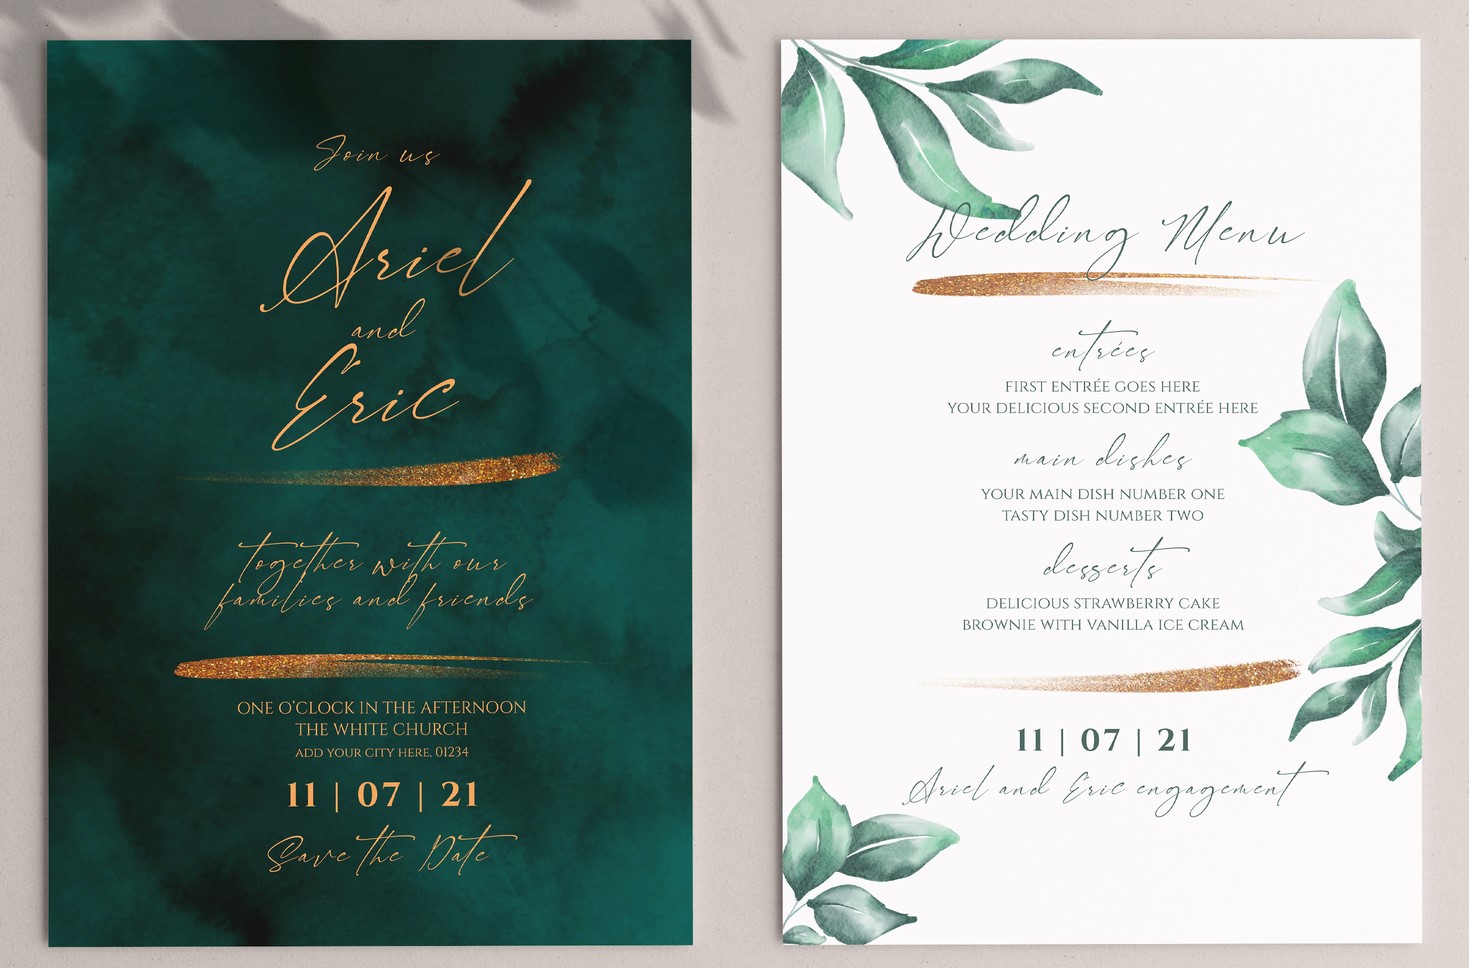 Join us
Ariel
and
Eric
together with our
families and friends
ONE O'CLOCK IN THE AFTERNOON
THE WHITE CHURCH
ADD YOUR CITY HERE, 01234
11 | 07 | 21
Save the Date
Wedding Menu
entrées
FIRST ENTRÉE GOES HERE
YOUR DELICIOUS SECOND ENTRÉE HERE
main dishes
YOUR MAIN DISH NUMBER ONE
TASTY DISH NUMBER TWO
desserts
DELICIOUS STRAWBERRY CAKE
BROWNIE WITH VANILLA ICE CREAM
11 | 07 | 21
Ariel and Eric engagement